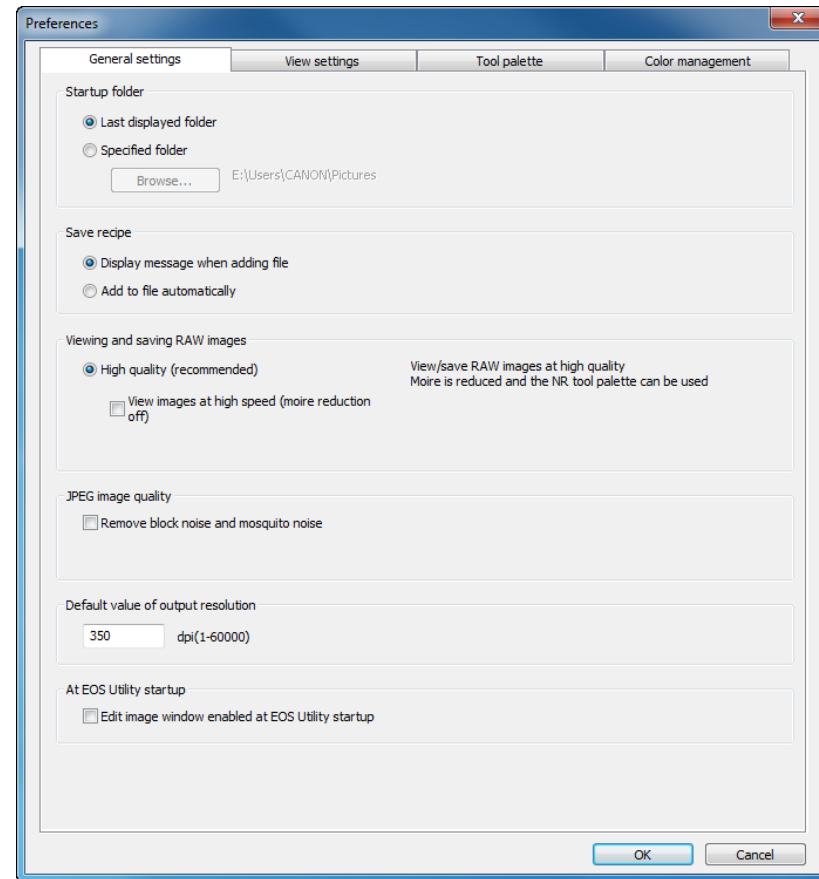 Preferences
General settings
View settings
Tool palette
Color management
Startup folder
Last displayed folder
Specified folder
Browse...
E:\Users\CANON\Pictures
Save recipe
Display message when adding file
Add to file automatically
Viewing and saving RAW images
High quality (recommended)
View/save RAW images at high quality
Moire is reduced and the NR tool palette can be used
View images at high speed (moire reduction
off)
JPEG image quality
Remove block noise and mosquito noise
Default value of output resolution
350 dpi(1-60000)
At EOS Utility startup
Edit image window enabled at EOS Utility startup
OK
Cancel